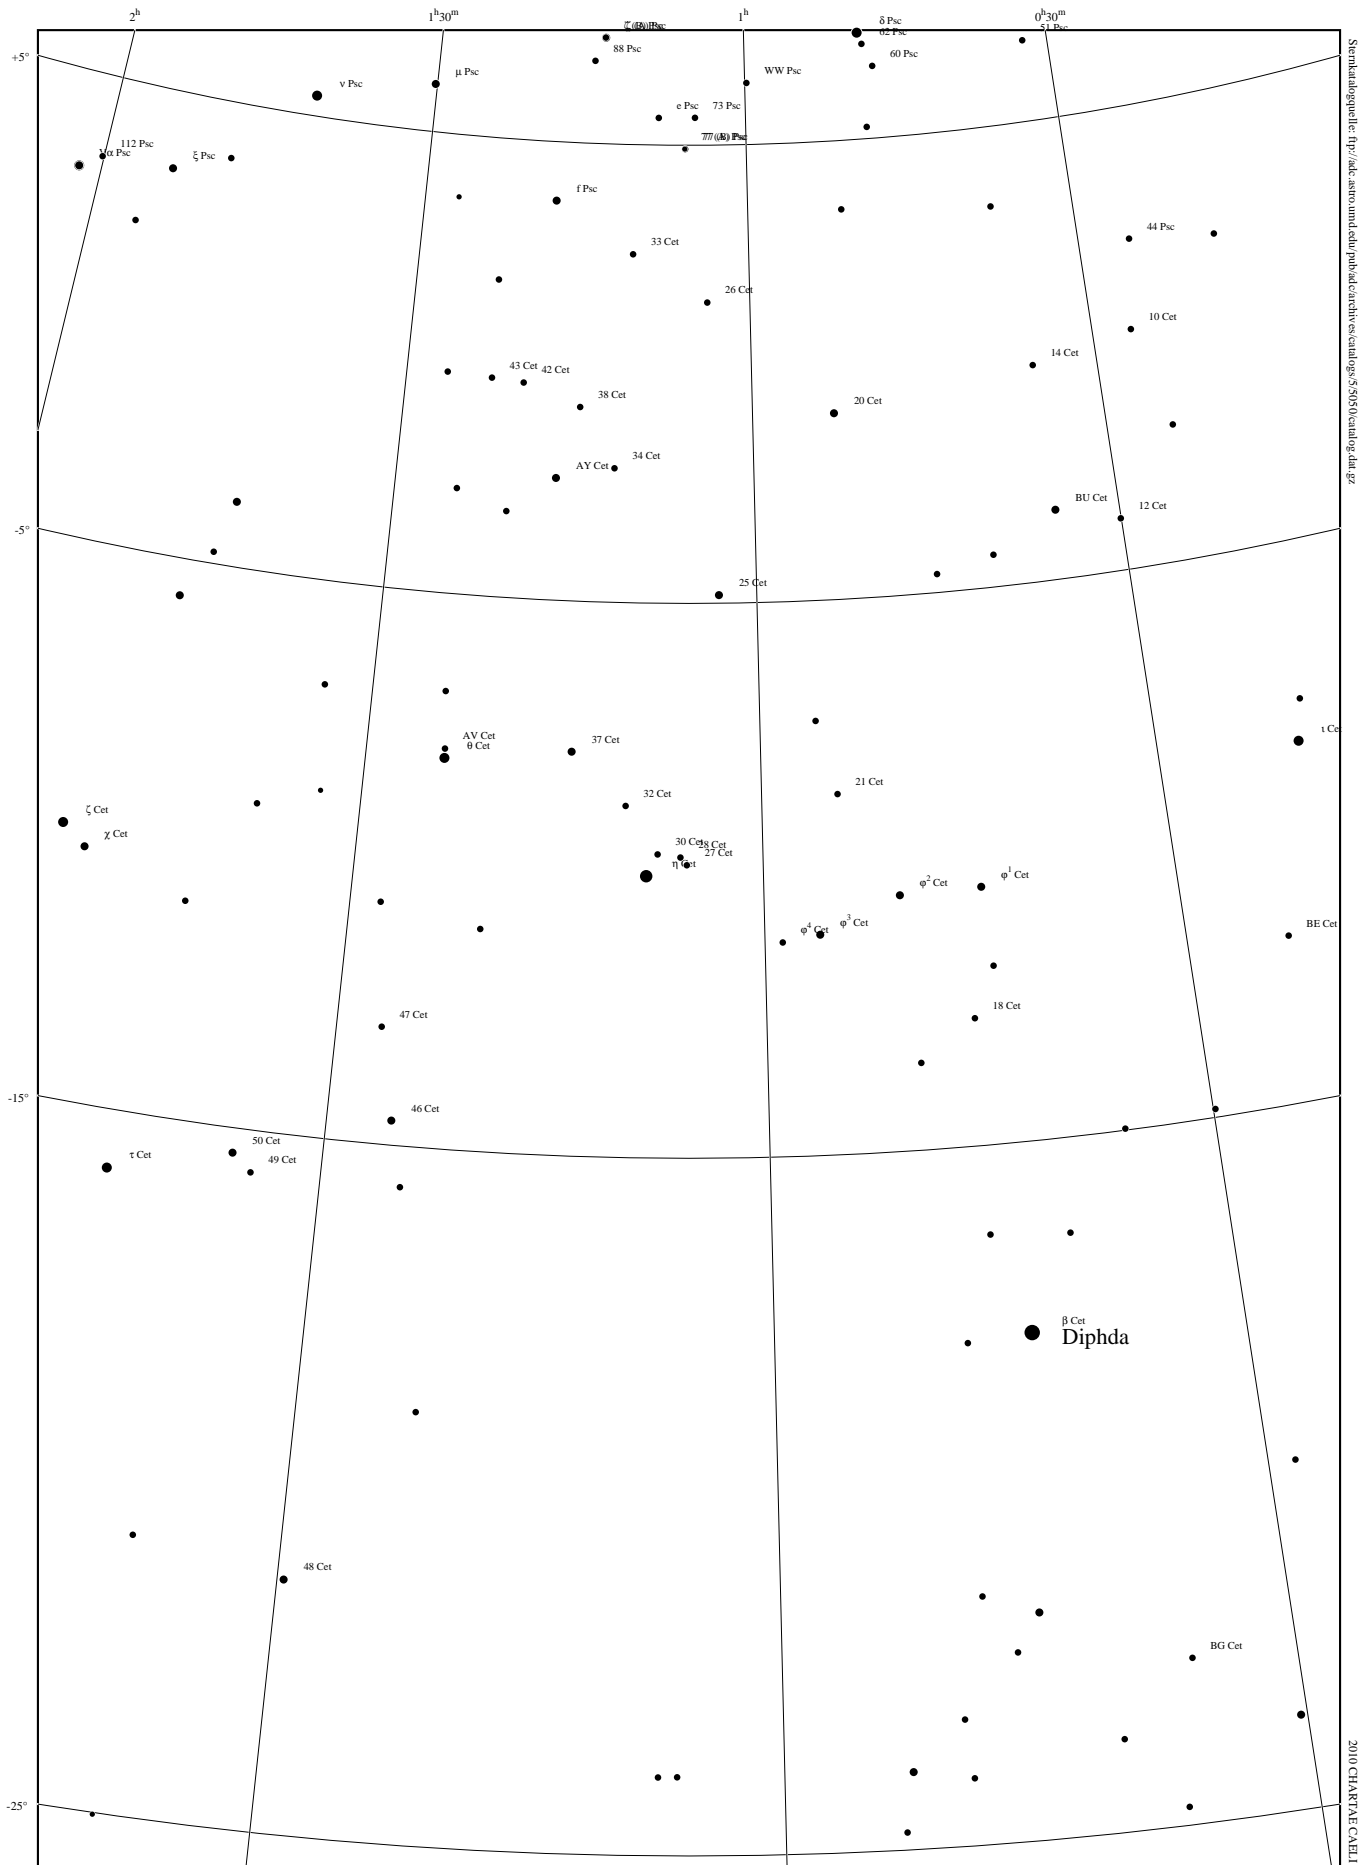 2h
1h30m
1h
0h30m
δ Psc
62 Psc
51 Psc
+5°
88 Psc
60 Psc
ν Psc
μ Psc
WW Psc
e Psc
73 Psc
112 Psc
α Psc
ξ Psc
f Psc
33 Cet
44 Psc
26 Cet
10 Cet
14 Cet
43 Cet
42 Cet
38 Cet
20 Cet
34 Cet
AY Cet
BU Cet
12 Cet
-5°
25 Cet
AV Cet
θ Cet
37 Cet
ι Cet
32 Cet
21 Cet
ζ Cet
χ Cet
30 Cet
28 Cet
27 Cet
η Cet
φ2 Cet
φ1 Cet
φ4 Cet
φ3 Cet
BE Cet
47 Cet
18 Cet
-15°
46 Cet
50 Cet
49 Cet
τ Cet
β Cet
Diphda
48 Cet
BG Cet
-25°
Sternkatalogquelle: ftp://adc.astro.umd.edu/pub/adc/archives/catalogs/5/5050/catalog.dat.gz
2010 CHARTAE CAELI